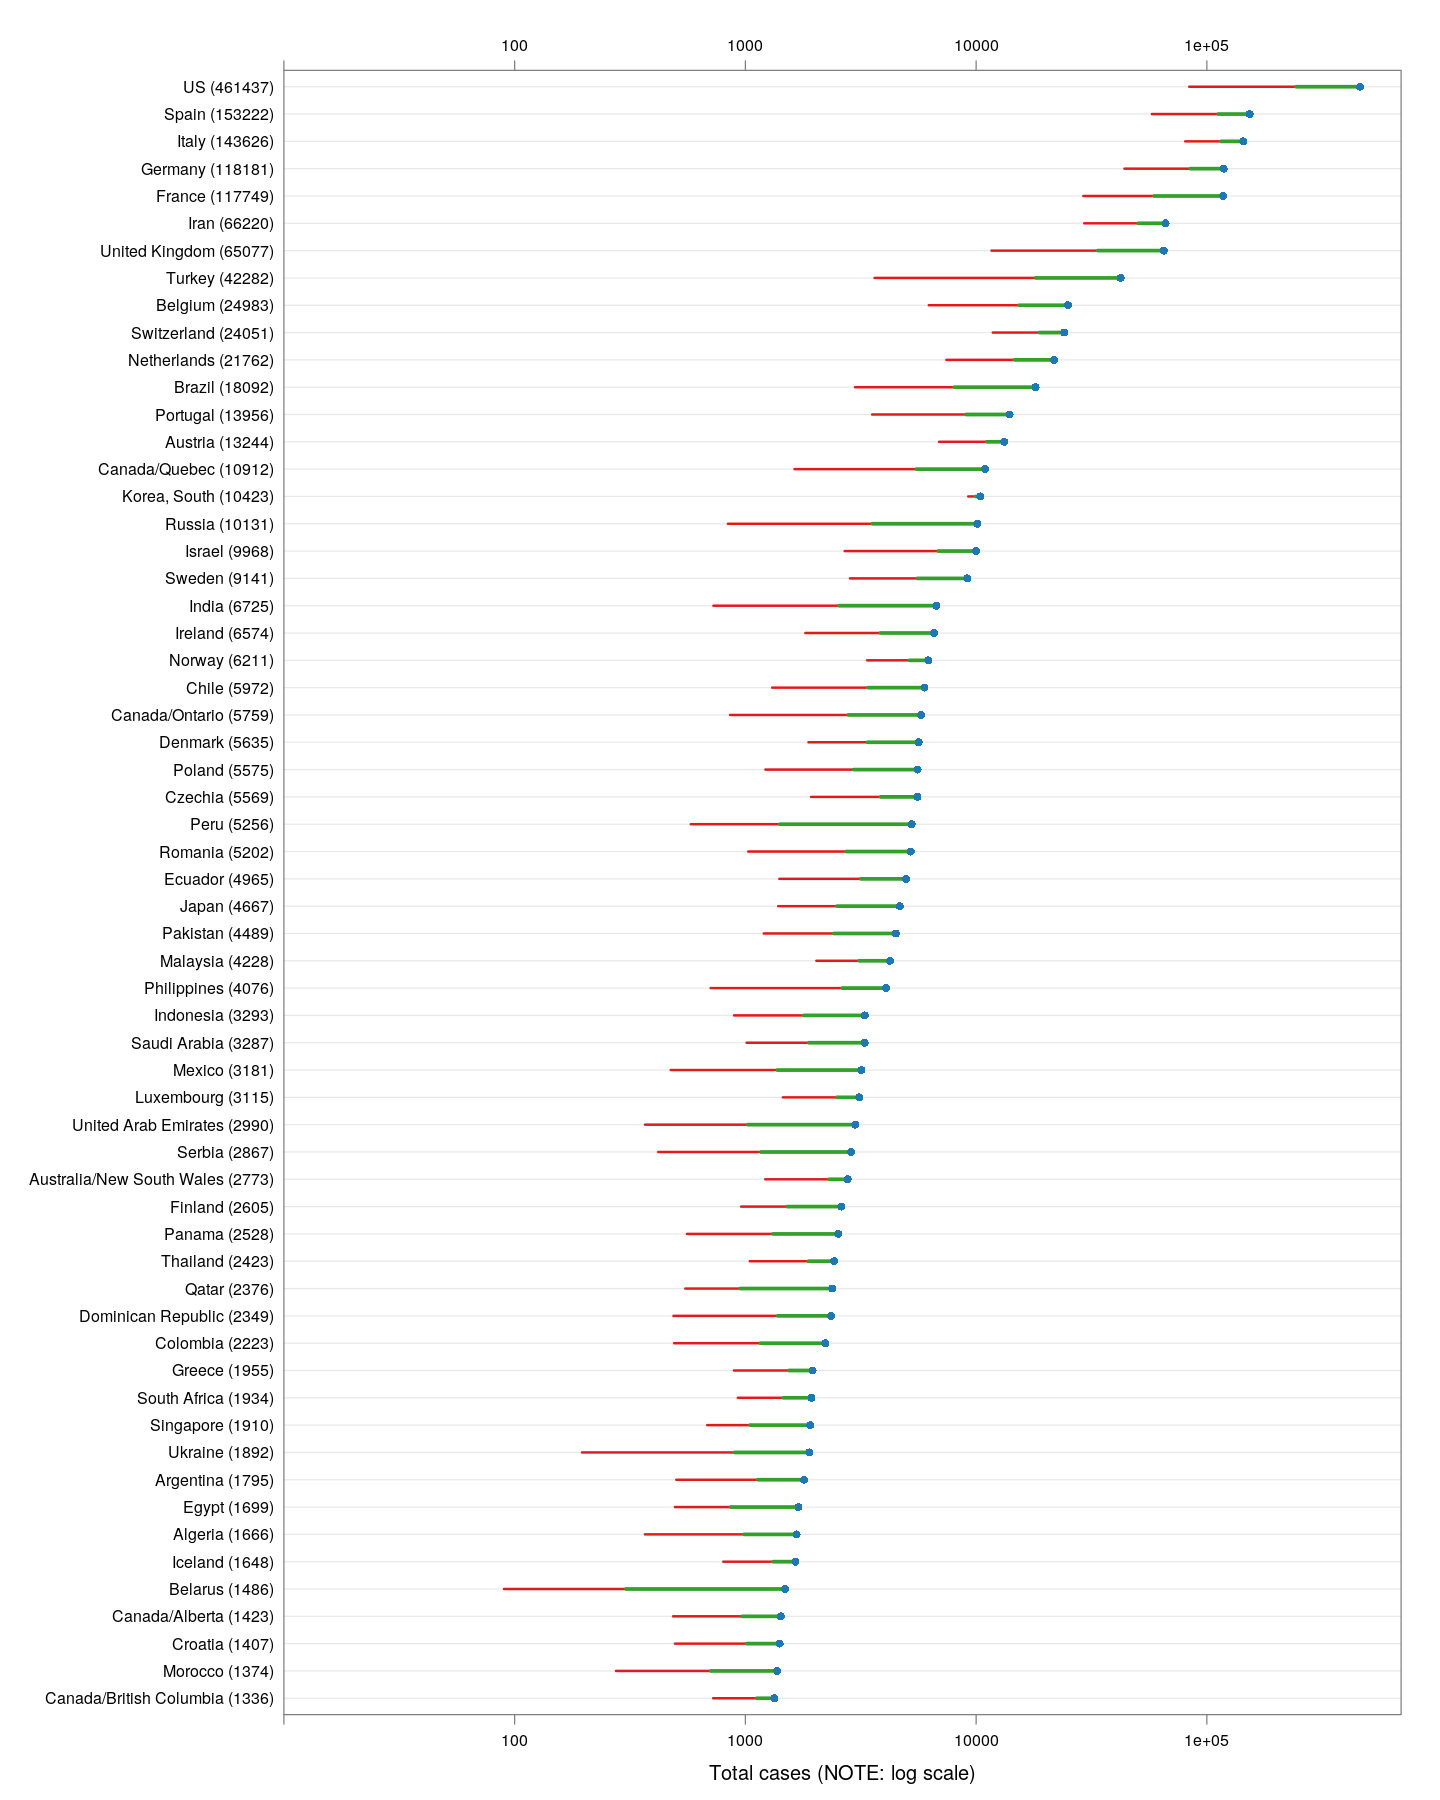 100 1000 10000 1e+05
US (461437)
Spain (153222)
Italy (143626)
Germany (118181)
France (117749)
Iran (66220)
United Kingdom (65077)
Turkey (42282)
Belgium (24983)
Switzerland (24051)
Netherlands (21762)
Brazil (18092)
Portugal (13956)
Austria (13244)
Canada/Quebec (10912)
Korea, South (10423)
Russia (10131)
Israel (9968)
Sweden (9141)
India (6725)
Ireland (6574)
Norway (6211)
Chile (5972)
Canada/Ontario (5759)
Denmark (5635)
Poland (5575)
Czechia (5569)
Peru (5256)
Romania (5202)
Ecuador (4965)
Japan (4667)
Pakistan (4489)
Malaysia (4228)
Philippines (4076)
Indonesia (3293)
Saudi Arabia (3287)
Mexico (3181)
Luxembourg (3115)
United Arab Emirates (2990)
Serbia (2867)
Australia/New South Wales (2773)
Finland (2605)
Panama (2528)
Thailand (2423)
Qatar (2376)
Dominican Republic (2349)
Colombia (2223)
Greece (1955)
South Africa (1934)
Singapore (1910)
Ukraine (1892)
Argentina (1795)
Egypt (1699)
Algeria (1666)
Iceland (1648)
Belarus (1486)
Canada/Alberta (1423)
Croatia (1407)
Morocco (1374)
Canada/British Columbia (1336)
100 1000 10000 1e+05
Total cases (NOTE: log scale)